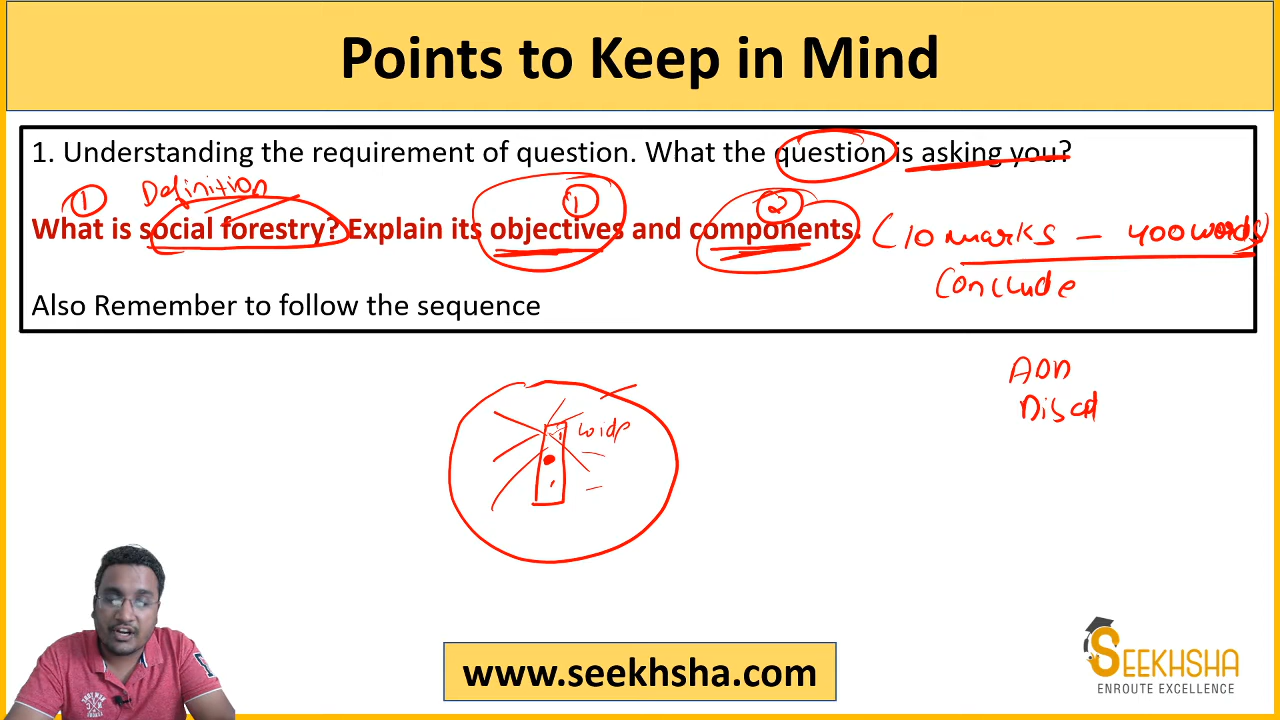 Points to Keep in Mind
1. Understanding the requirement of question. What the question is asking you?
1 Definition 1 2
What is social forestry? Explain its objectives and components. (10 marks - 400 words)
Conclude
Also Remember to follow the sequence
wide
www.seekhsha.com
SEEKHSHA
ENROUTE EXCELLENCE